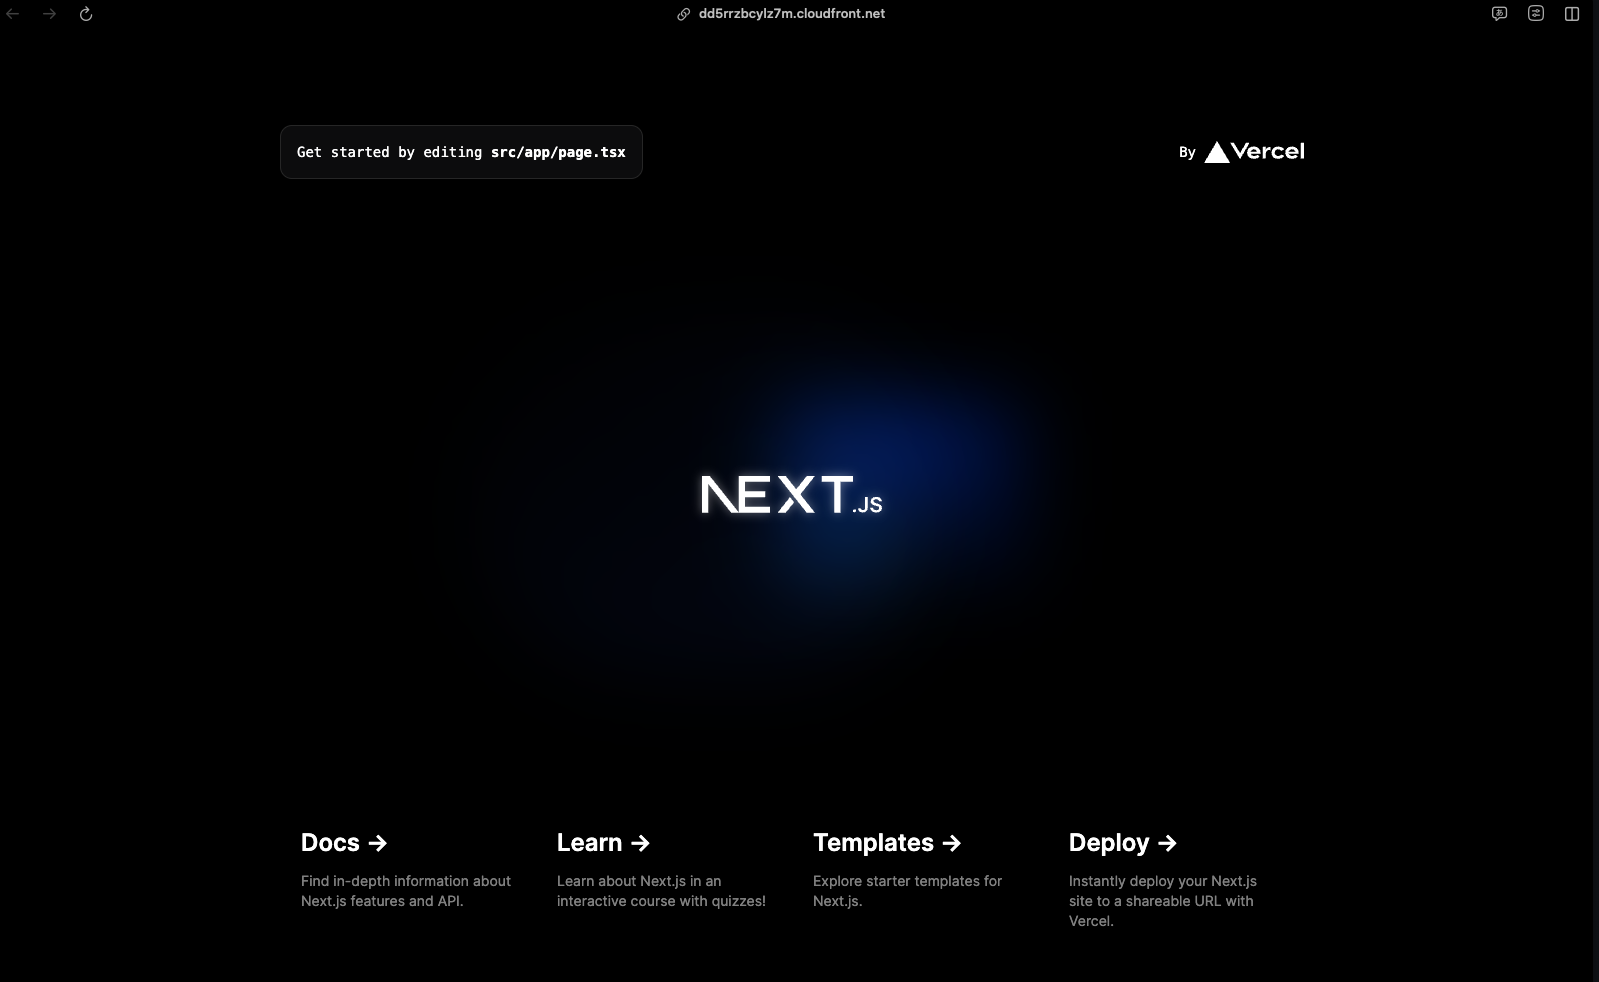 dd5rrzbcylz7m.cloudfront.net
Get started by editing src/app/page.tsx
By Vercel
NEXT.JS
Docs →
Find in-depth information about
Next.js features and API.
Learn →
Learn about Next.js in an
interactive course with quizzes!
Templates →
Explore starter templates for
Next.js.
Deploy →
Instantly deploy your Next.js
site to a shareable URL with
Vercel.